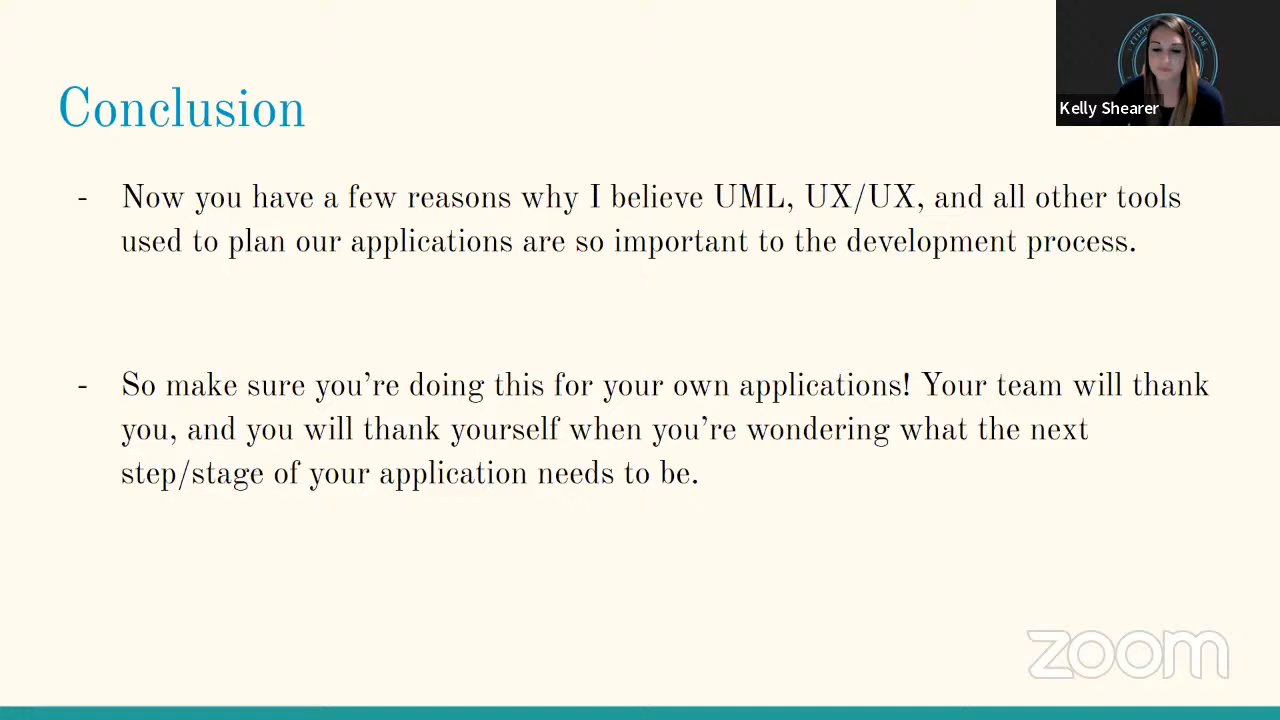 Conclusion
Kelly Shearer
- Now you have a few reasons why I believe UML, UX/UX, and all other tools
used to plan our applications are so important to the development process.
- So make sure you’re doing this for your own applications! Your team will thank
you, and you will thank yourself when you’re wondering what the next
step/stage of your application needs to be.
zoom